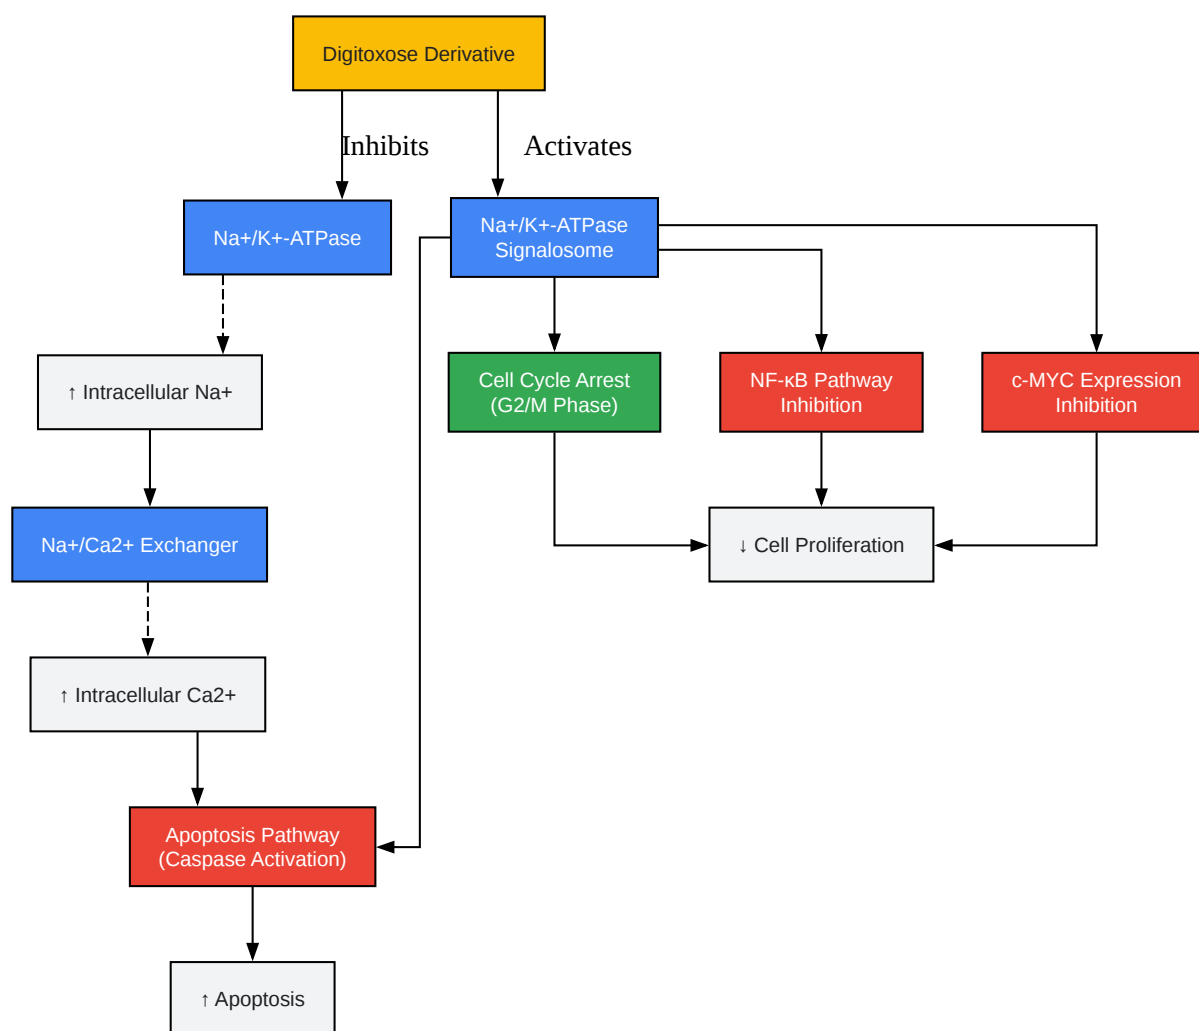 Digitoxose Derivative
Inhibits
Activates
Na+/K+-ATPase
Na+/K+-ATPase
Signalosome
↑ Intracellular Na+
Cell Cycle Arrest
(G2/M Phase)
NF-κB Pathway
Inhibition
c-MYC Expression
Inhibition
Na+/Ca2+ Exchanger
↓ Cell Proliferation
↑ Intracellular Ca2+
Apoptosis Pathway
(Caspase Activation)
↑ Apoptosis